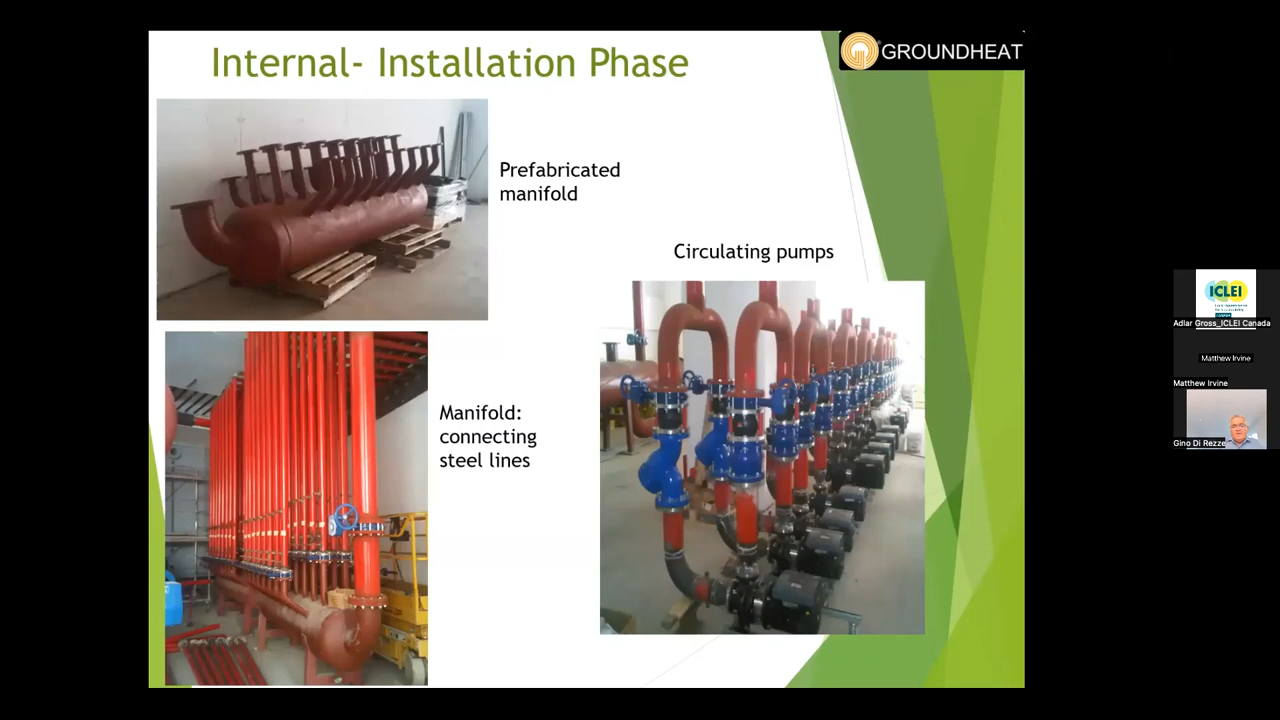 Internal- Installation Phase
GROUNDHEAT
Prefabricated
manifold
Circulating pumps
Manifold:
connecting
steel lines
ICLEI
Adlar Gross_ICLEI Canada
Matthew Irvine
Matthew Irvine
Gino Di Rezze